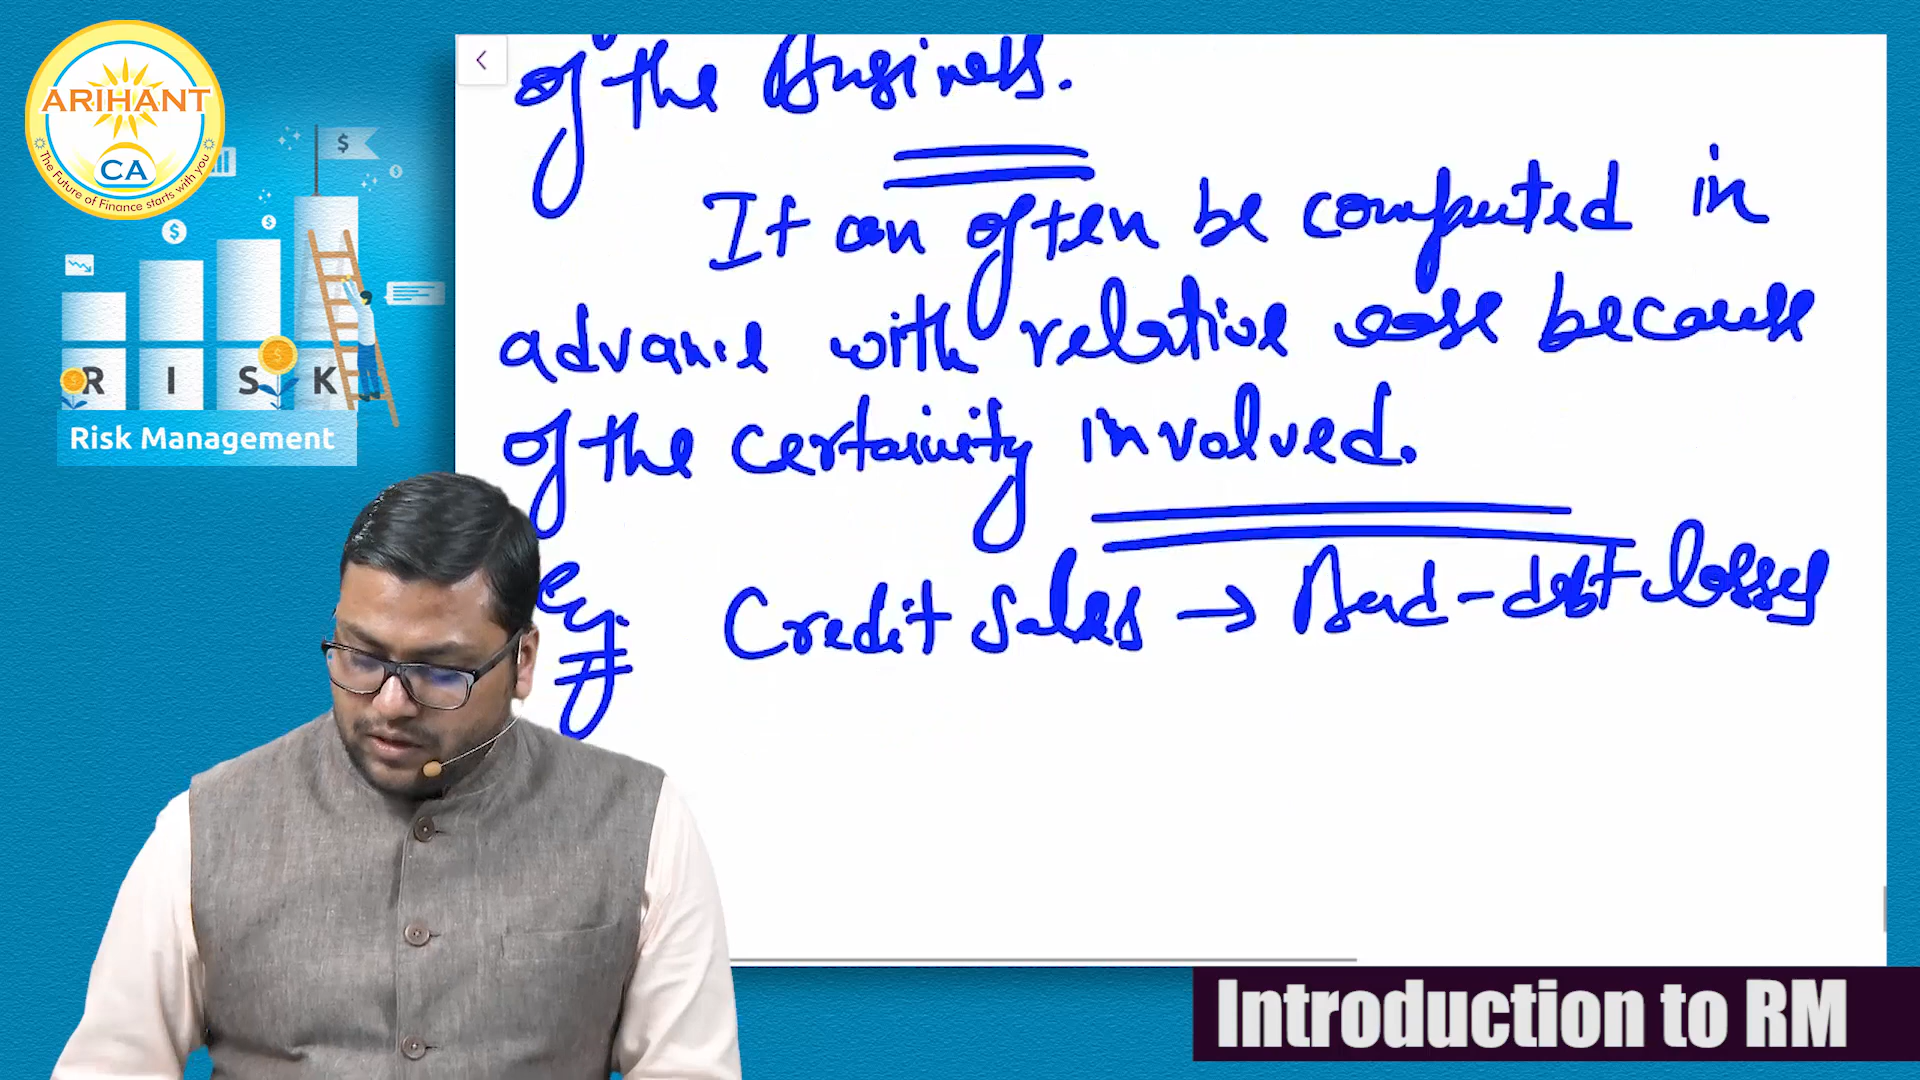 ARIHANT
CA
The Future of Finance starts with you
$
$
$
$
$
R I S K
Risk Management
of the Business.
It can often be computed in
advance with relative ease because
of the certainity involved.
Eg. Credit Sales → Bad-debt losses
Introduction to RM